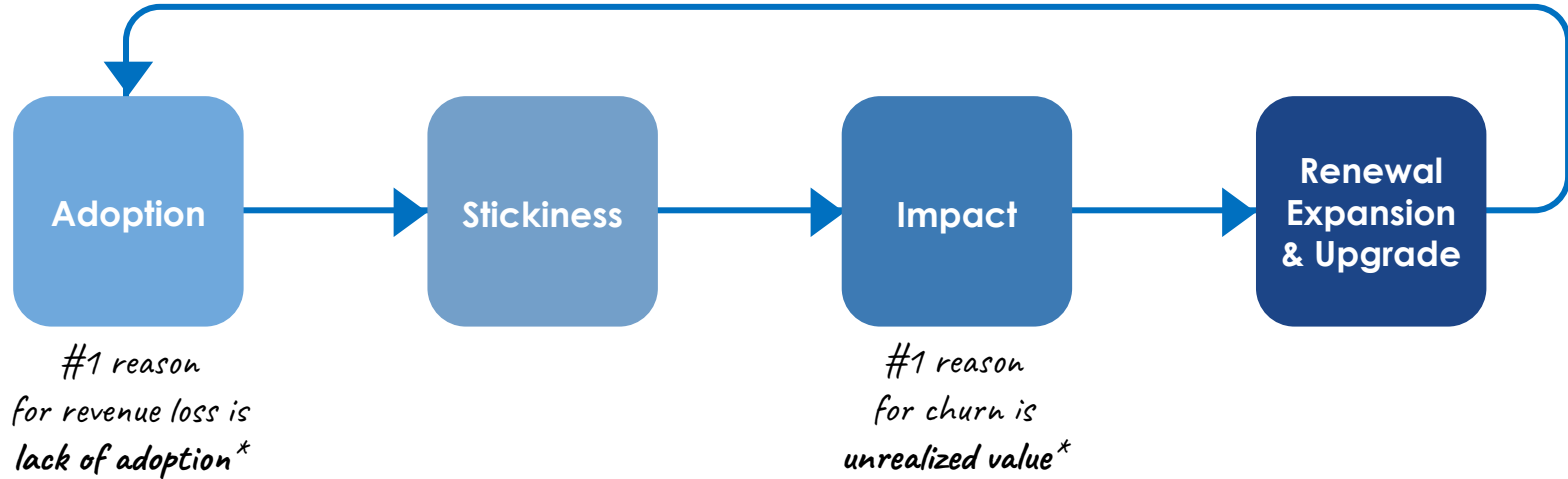 Adoption
Stickiness
Impact
Renewal
Expansion
& Upgrade
#1 reason
for revenue loss is
lack of adoption*
#1 reason
for churn is
unrealized value*